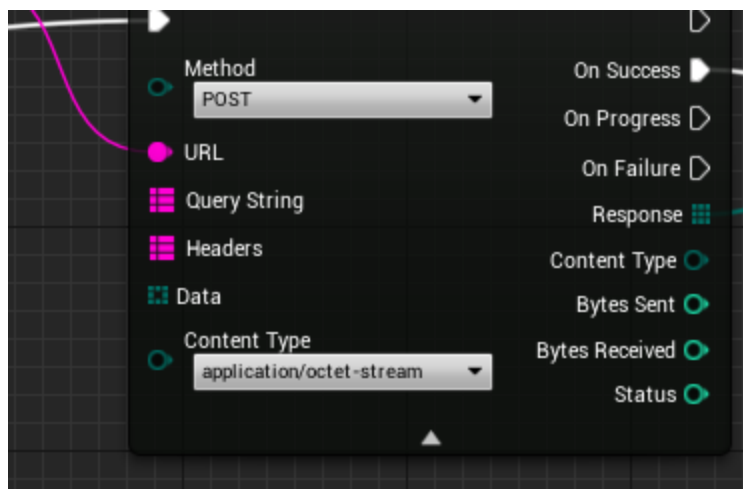 Method
POST
URL
Query String
Headers
Data
Content Type
application/octet-stream
On Success
On Progress
On Failure
Response
Content Type
Bytes Sent
Bytes Received
Status